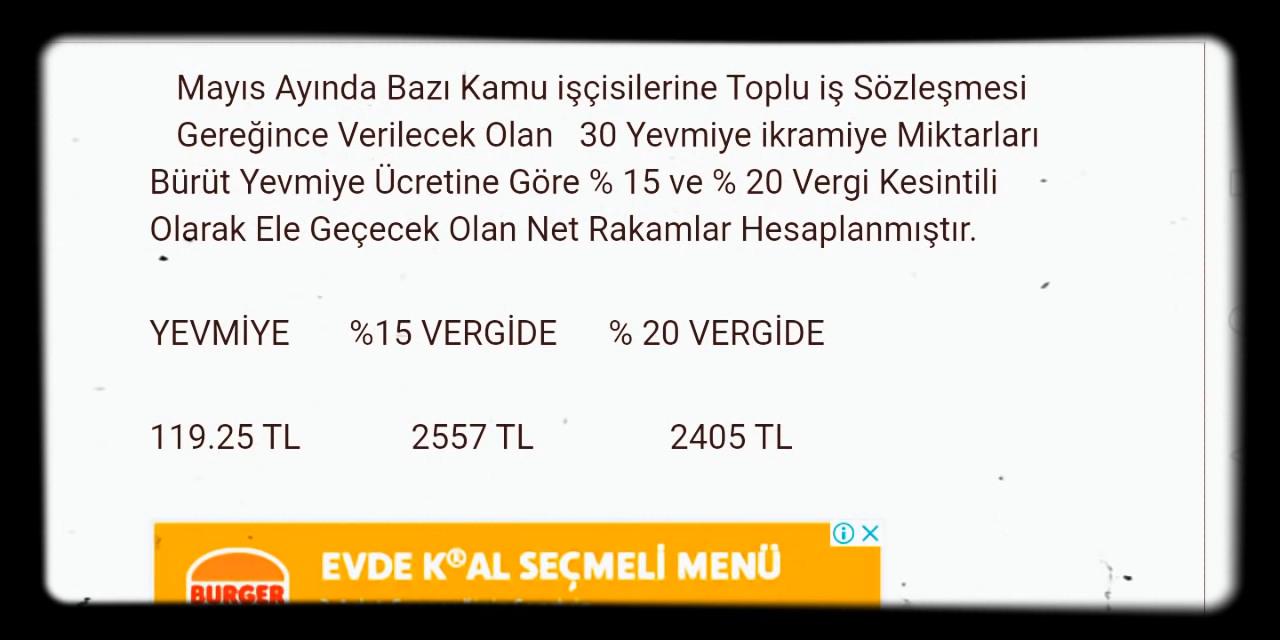 Mayıs Ayında Bazı Kamu işçisilerine Toplu iş Sözleşmesi
Gereğince Verilecek Olan 30 Yevmiye ikramiye Miktarları
Bürüt Yevmiye Ücretine Göre % 15 ve % 20 Vergi Kesintili
Olarak Ele Geçecek Olan Net Rakamlar Hesaplanmıştır.
YEVMİYE %15 VERGİDE % 20 VERGİDE
119.25 TL 2557 TL 2405 TL
EVDE K®AL SEÇMELİ MENÜ
BURGER